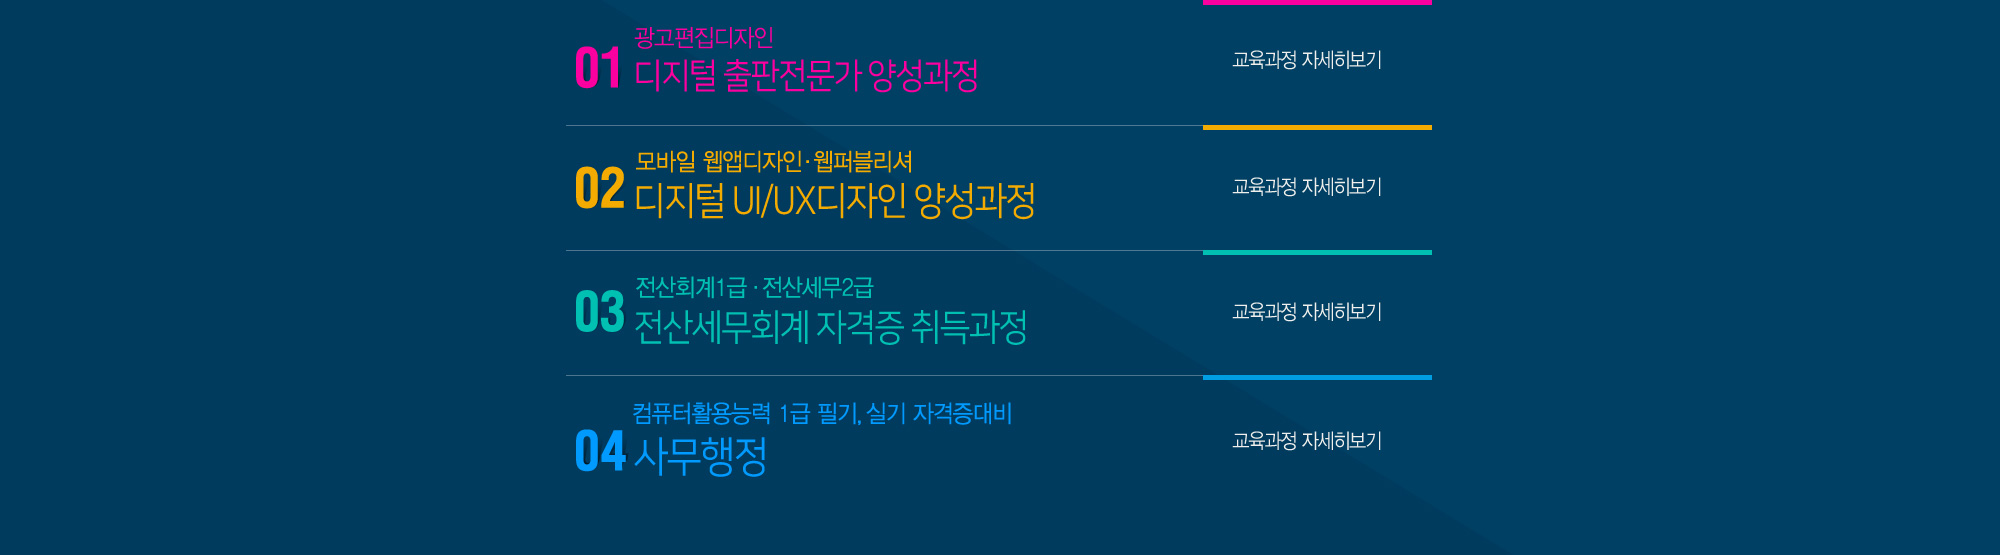 01
광고편집디자인
디지털 출판전문가 양성과정
교육과정 자세히보기
02
모바일 웹앱디자인·웹퍼블리셔
디지털 UI/UX디자인 양성과정
교육과정 자세히보기
03
전산회계1급 · 전산세무2급
전산세무회계 자격증 취득과정
교육과정 자세히보기
04
컴퓨터활용능력 1급 필기, 실기 자격증대비
사무행정
교육과정 자세히보기